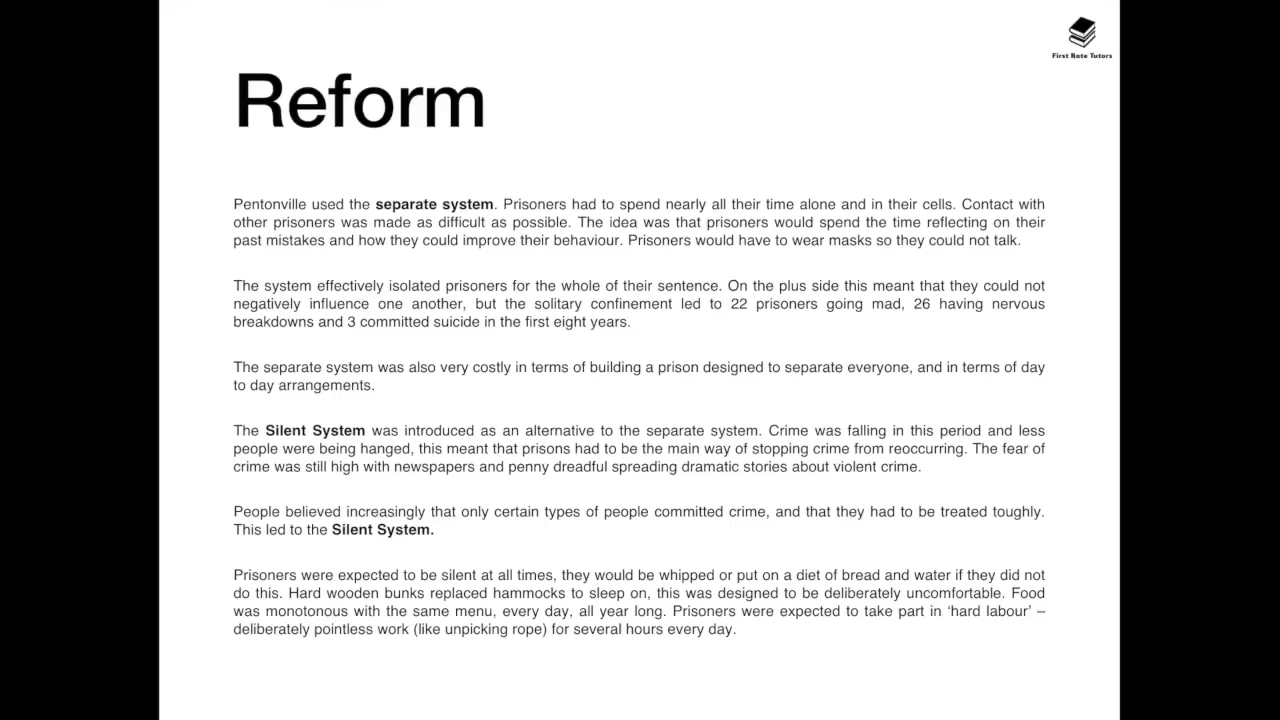 First Rate Tutors
Reform
Pentonville used the separate system. Prisoners had to spend nearly all their time alone and in their cells. Contact with
other prisoners was made as difficult as possible. The idea was that prisoners would spend the time reflecting on their
past mistakes and how they could improve their behaviour. Prisoners would have to wear masks so they could not talk.
The system effectively isolated prisoners for the whole of their sentence. On the plus side this meant that they could not
negatively influence one another, but the solitary confinement led to 22 prisoners going mad, 26 having nervous
breakdowns and 3 committed suicide in the first eight years.
The separate system was also very costly in terms of building a prison designed to separate everyone, and in terms of day
to day arrangements.
The Silent System was introduced as an alternative to the separate system. Crime was falling in this period and less
people were being hanged, this meant that prisons had to be the main way of stopping crime from reoccurring. The fear of
crime was still high with newspapers and penny dreadful spreading dramatic stories about violent crime.
People believed increasingly that only certain types of people committed crime, and that they had to be treated toughly.
This led to the Silent System.
Prisoners were expected to be silent at all times, they would be whipped or put on a diet of bread and water if they did not
do this. Hard wooden bunks replaced hammocks to sleep on, this was designed to be deliberately uncomfortable. Food
was monotonous with the same menu, every day, all year long. Prisoners were expected to take part in ‘hard labour’ –
deliberately pointless work (like unpicking rope) for several hours every day.